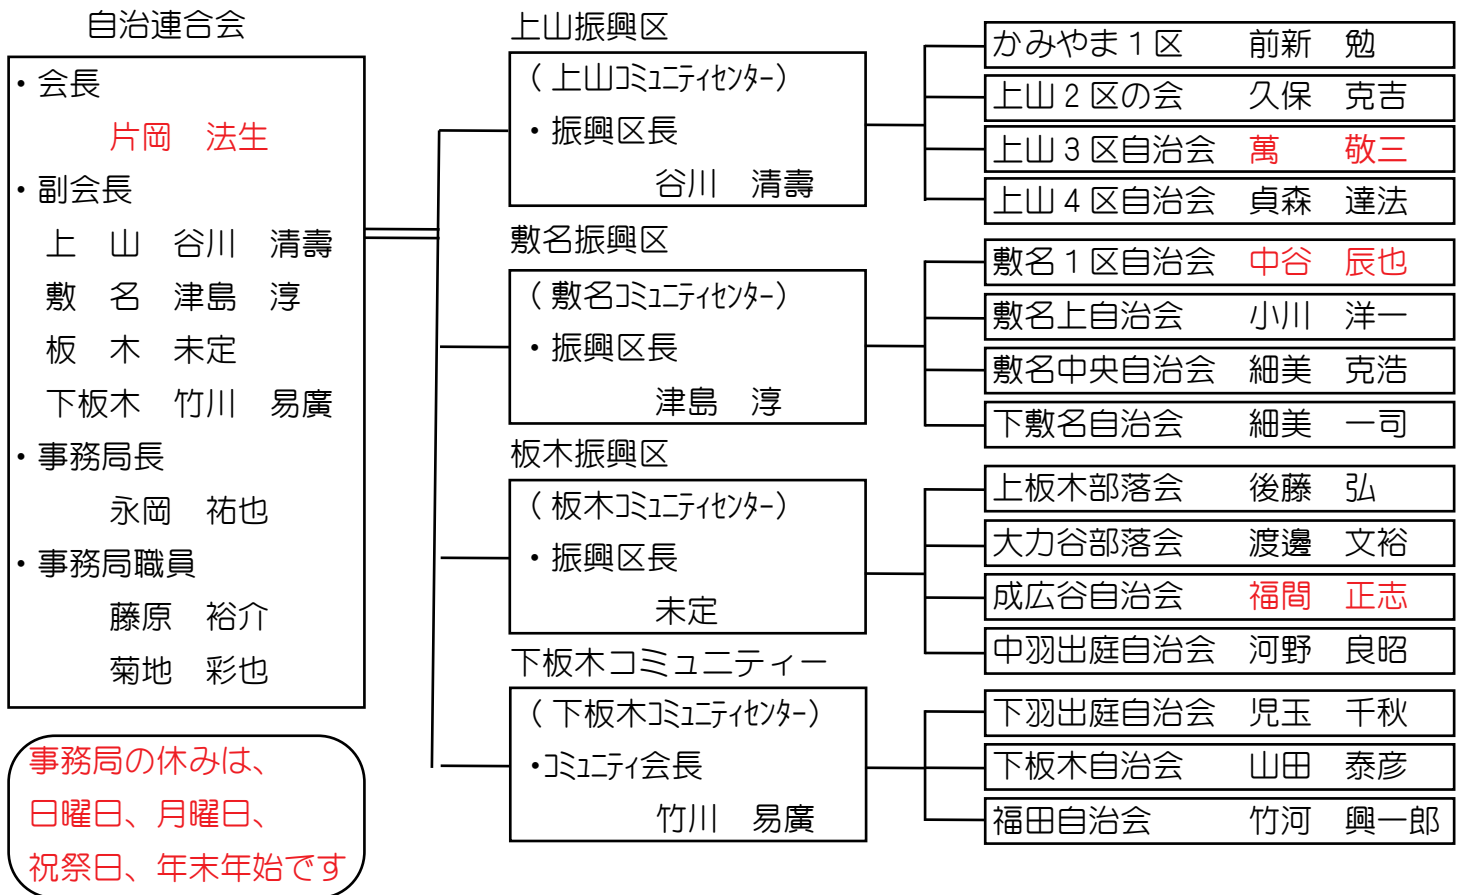 自治連合会
・会長
片岡　法生
・副会長
上　山　谷川　清壽
敷　名　津島　淳
板　木　未定
下板木　竹川　易廣
・事務局長
永岡　祐也
・事務局職員
藤原　裕介
菊地　彩也
事務局の休みは、
日曜日、月曜日、
祝祭日、年末年始です
上山振興区
（上山ｺﾐｭﾆﾃｨｾﾝﾀｰ）
・振興区長
谷川　清壽
敷名振興区
（敷名ｺﾐｭﾆﾃｨｾﾝﾀｰ）
・振興区長
津島　淳
板木振興区
（板木ｺﾐｭﾆﾃｨｾﾝﾀｰ）
・振興区長
未定
下板木コミュニティー
（下板木ｺﾐｭﾆﾃｨｾﾝﾀｰ）
・ｺﾐｭﾆﾃｨ会長
竹川　易廣
かみやま１区　前新　勉
上山２区の会　久保　克吉
上山３区自治会　萬　敬三
上山４区自治会　貞森　達法
敷名１区自治会　中谷　辰也
敷名上自治会　小川　洋一
敷名中央自治会　細美　克浩
下敷名自治会　細美　一司
上板木部落会　後藤　弘
大力谷部落会　渡邊　文裕
成広谷自治会　福間　正志
中羽出庭自治会　河野　良昭
下羽出庭自治会　児玉　千秋
下板木自治会　山田　泰彦
福田自治会　竹河　興一郎